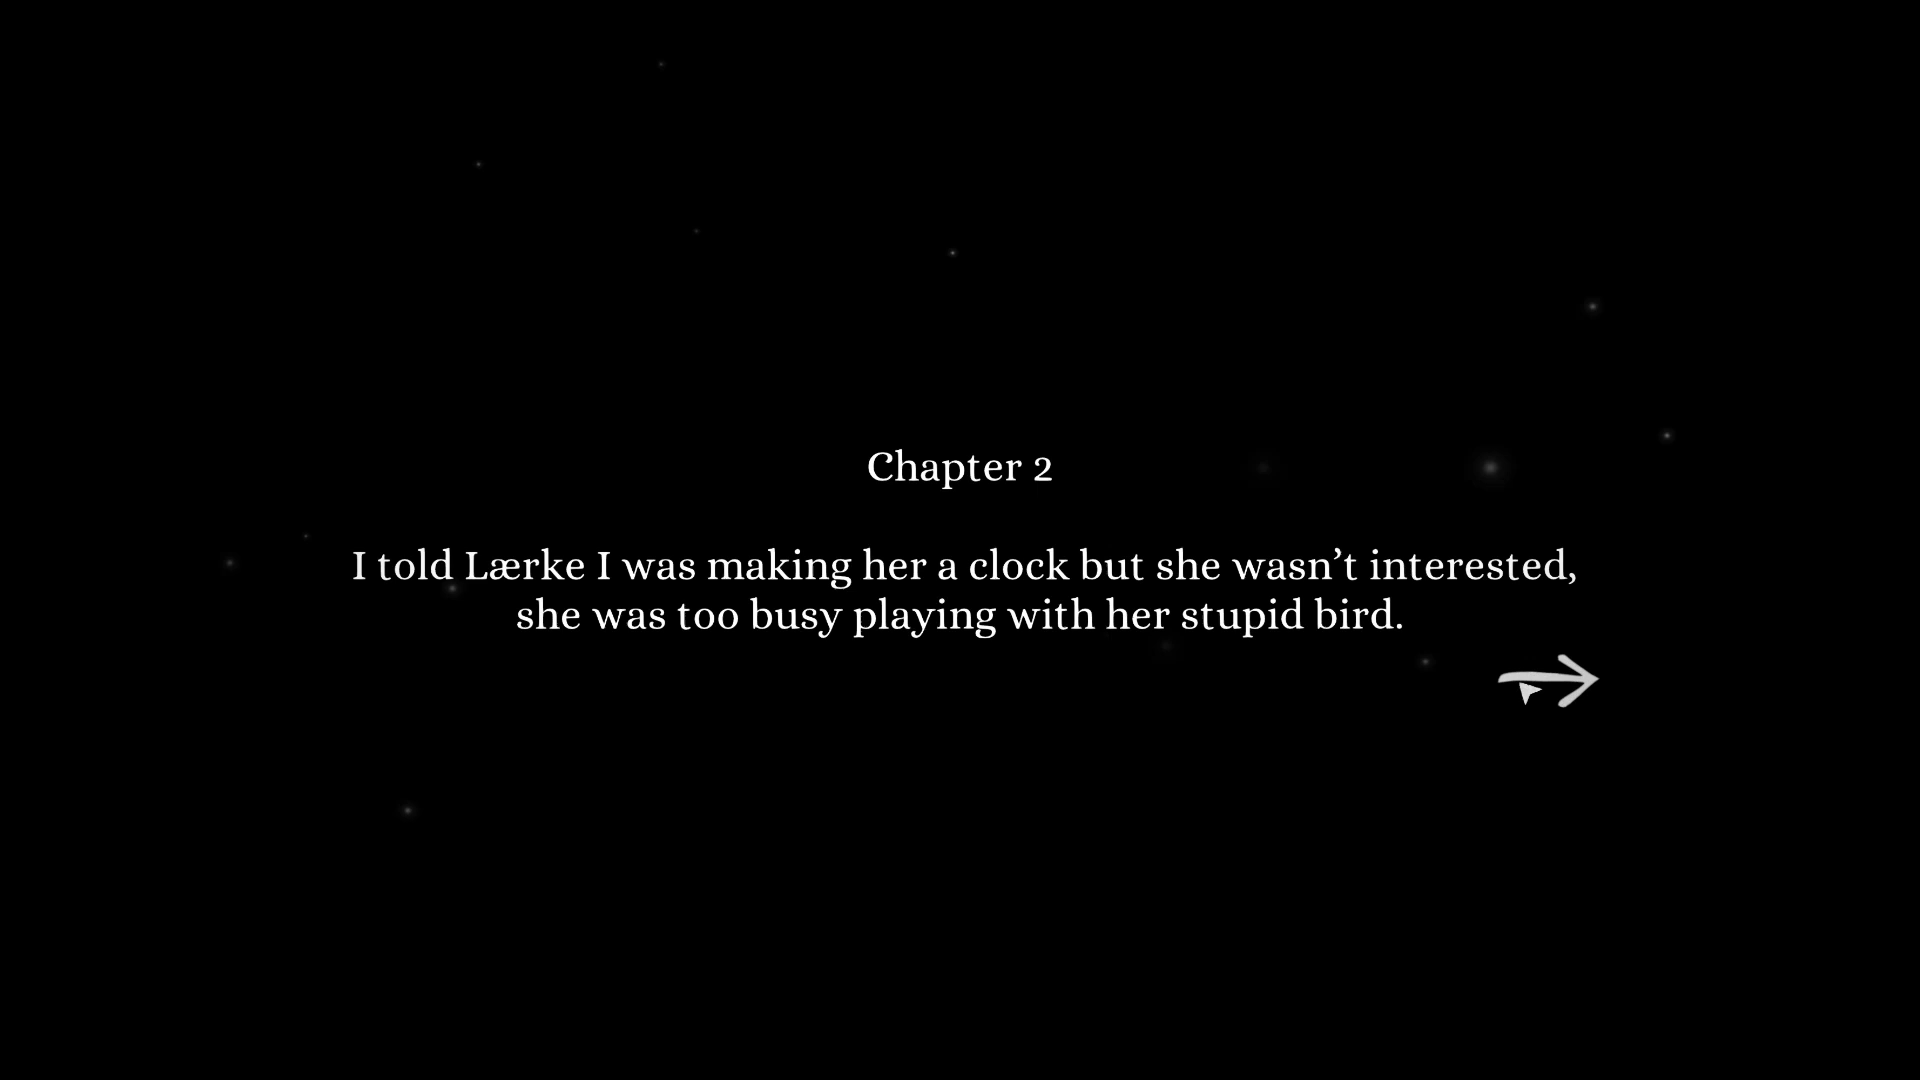 Chapter 2
I told Lærke I was making her a clock but she wasn’t interested,
she was too busy playing with her stupid bird.